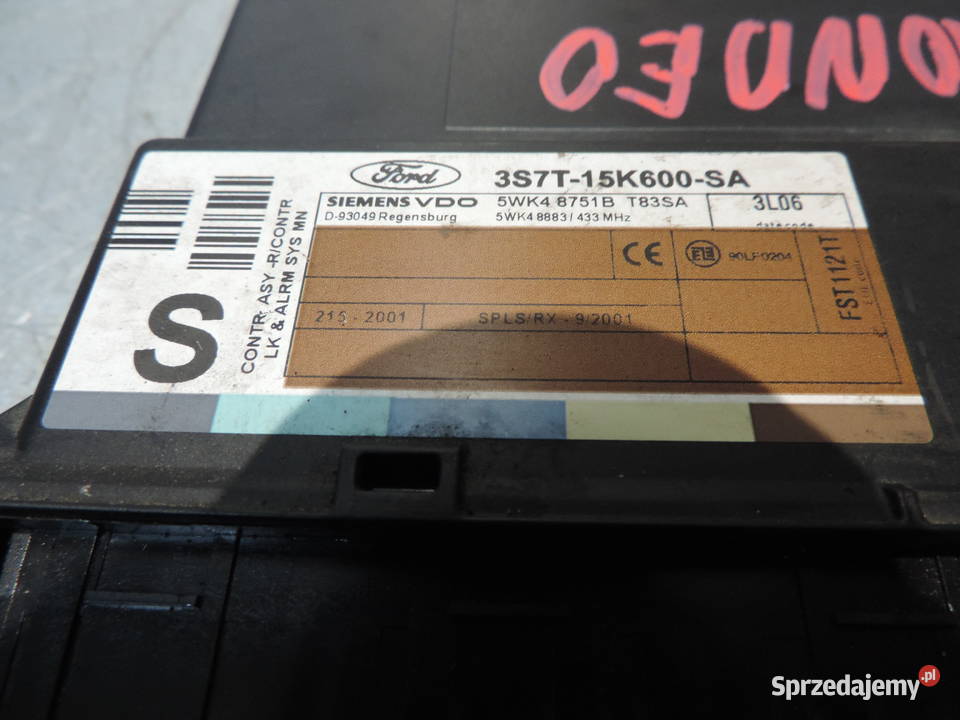 ONDEO
Ford
3S7T-15K600-SA
SIEMENS VDO
D-93049 Regensburg
5WK4 8751B T83SA
5WK4 8883 / 433 MHz
3L06
date code
CE
90LF0204
FST1121T
215 - 2001
SPLS/RX - 9/2001
S
CONTR ASY -R/CONTR
LK & ALRM SYS MN
Sprzedajemy.pl